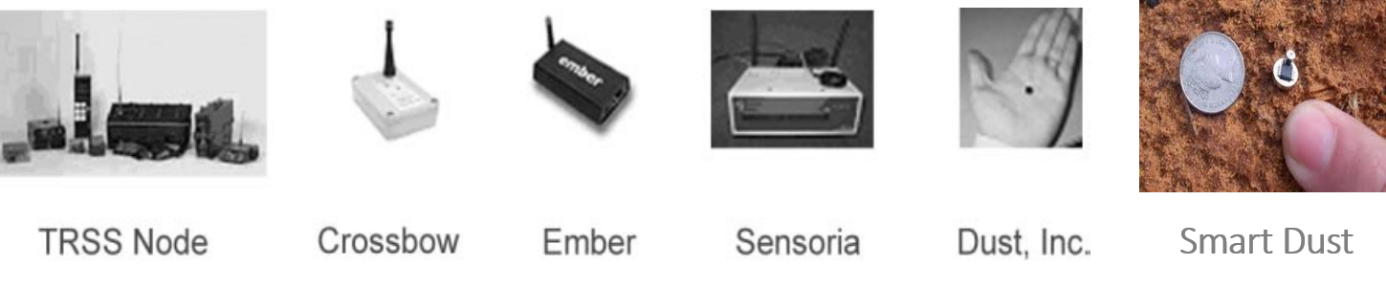 ember
TRSS Node
Crossbow
Ember
Sensoria
Dust, Inc.
Smart Dust